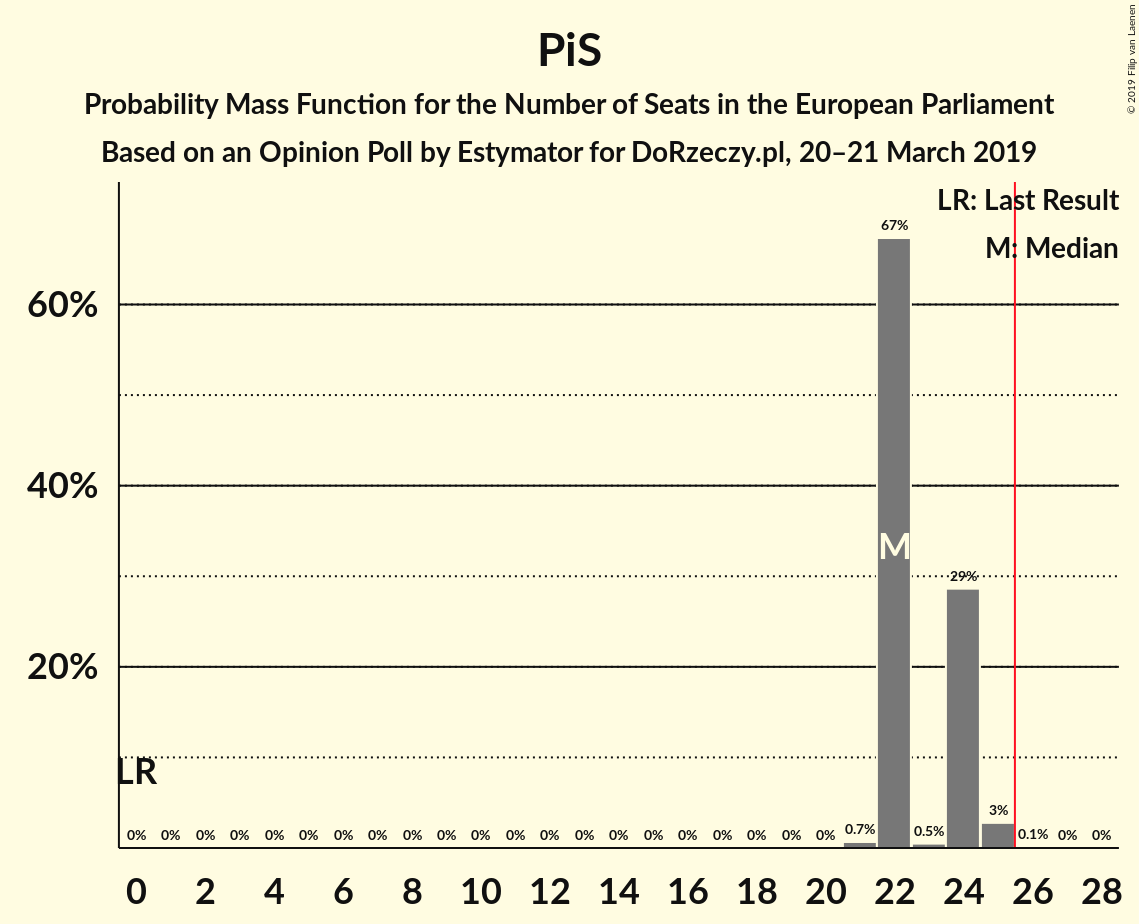 PiS
Probability Mass Function for the Number of Seats in the European Parliament
Based on an Opinion Poll by Estymator for DoRzeczy.pl, 20–21 March 2019
© 2019 Filip van Laenen
LR: Last Result
M: Median
60%
40%
20%
67%
M
29%
LR
0% 0% 0% 0% 0% 0% 0% 0% 0% 0% 0% 0% 0% 0% 0% 0% 0% 0% 0% 0% 0% 0.7% 0.5% 3% 0.1% 0% 0%
0 2 4 6 8 10 12 14 16 18 20 22 24 26 28